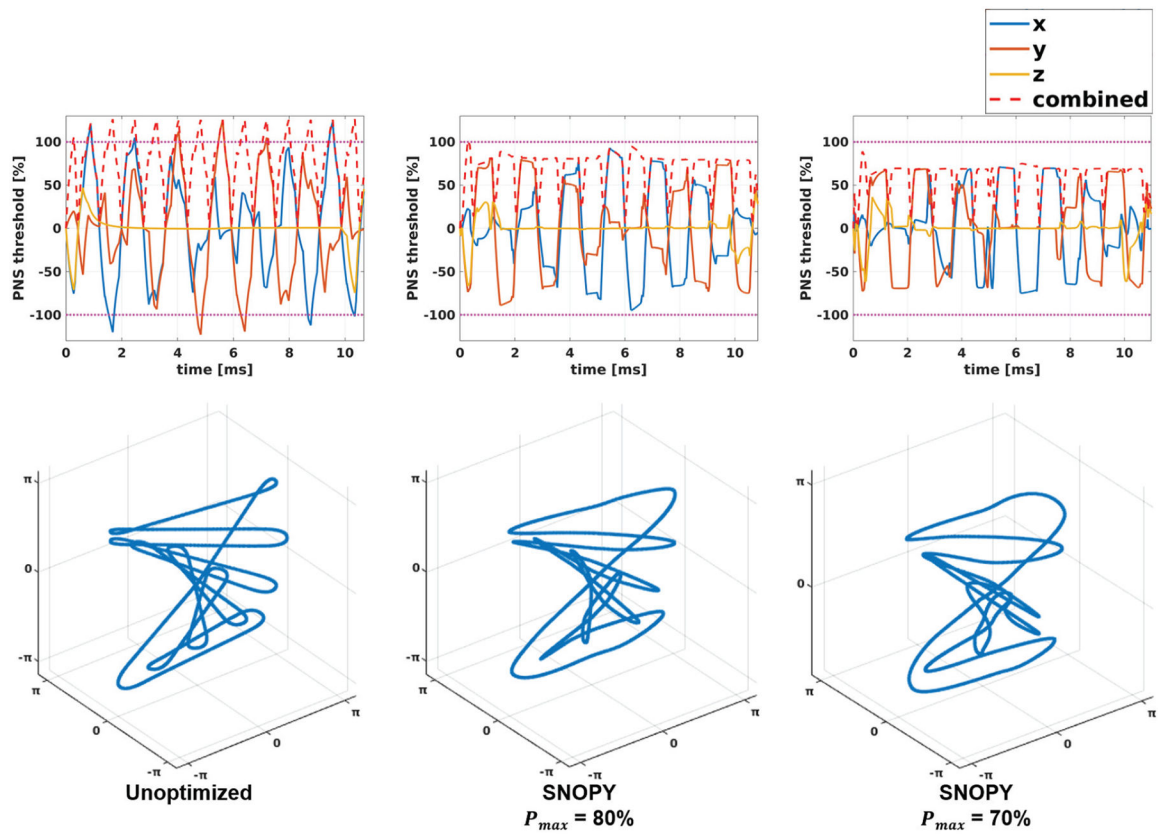 x
y
z
combined
PNS threshold [%]
100
50
0
-50
-100
0 2 4 6 8 10
time [ms]
PNS threshold [%]
100
50
0
-50
-100
0 2 4 6 8 10
time [ms]
PNS threshold [%]
100
50
0
-50
-100
0 2 4 6 8 10
time [ms]
π
0
-π
π
0
-π
-π
0
π
π
0
-π
π
0
-π
-π
0
π
π
0
π
0
-π
-π
0
π
Unoptimized
SNOPY
P_max = 80%
SNOPY
P_max = 70%